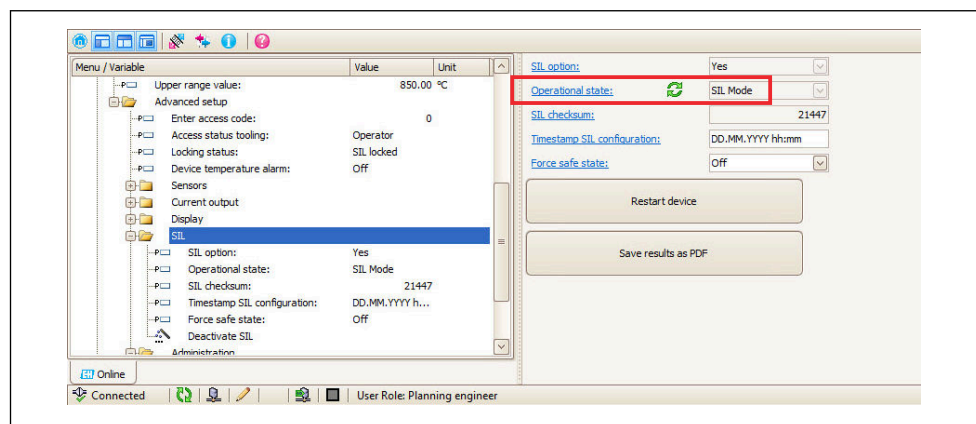 Menu / Variable Value Unit
Upper range value: 850.00 °C
Advanced setup
Enter access code: 0
Access status tooling: Operator
Locking status: SIL locked
Device temperature alarm: Off
Sensors
Current output
Display
SIL
SIL option: Yes
Operational state: SIL Mode
SIL checksum: 21447
Timestamp SIL configuration: DD.MM.YYYY h...
Force safe state: Off
Deactivate SIL
Administration
Online
SIL option: Yes
Operational state: SIL Mode
SIL checksum: 21447
Timestamp SIL configuration: DD.MM.YYYY hh:mm
Force safe state: Off
Restart device
Save results as PDF
Connected User Role: Planning engineer